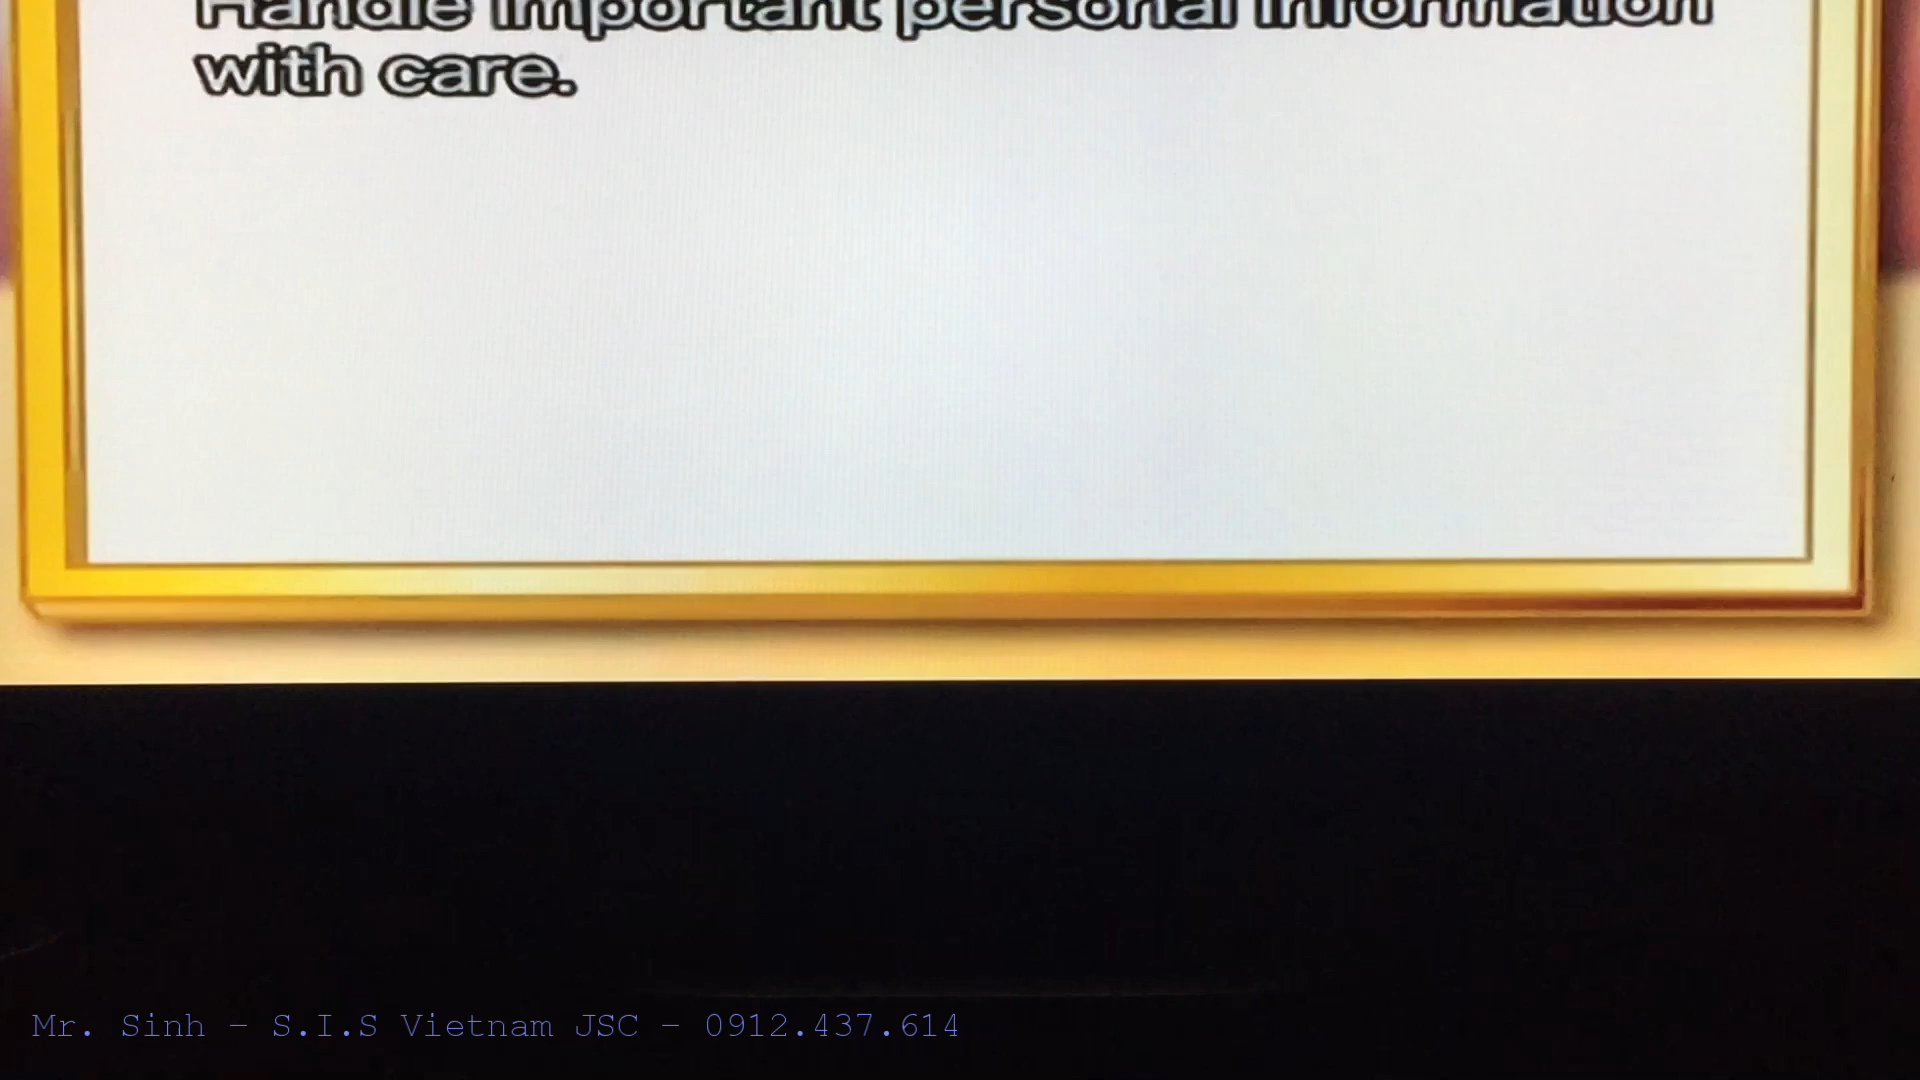 Handle important personal information
with care.
Mr. Sinh - S.I.S Vietnam JSC - 0912.437.614